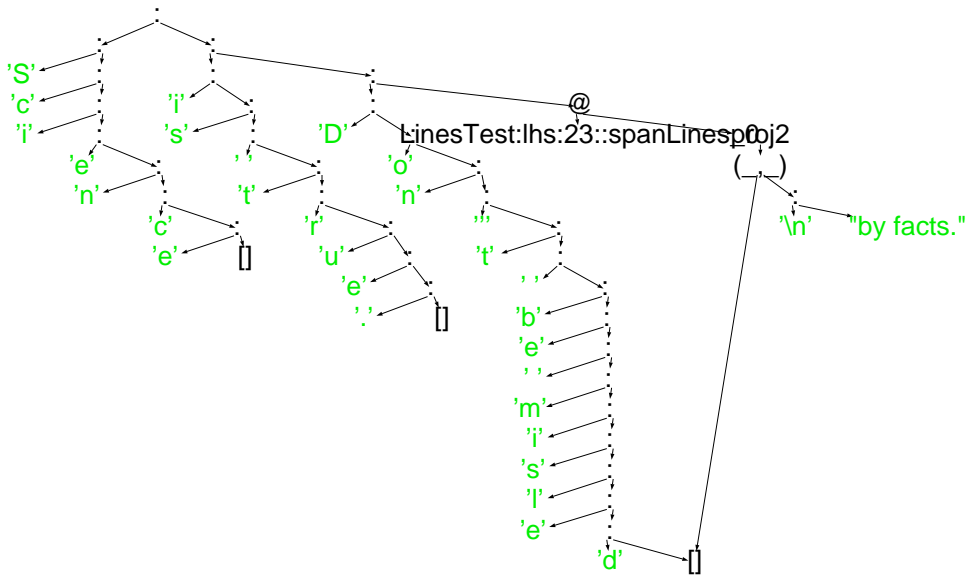 :
: :
'S' : : :
'c' : 'i' : : @
'i' : 's' : 'D' : LinesTest:lhs:23::spanLinesproj2
'e' : ' ' : 'o' : (_,_)
'n' : 't' : 'n' : :
'c' : 'r' : ''' : '\n' "by facts."
'e' [] 'u' : 't' :
'e' : ' ' :
'.' [] 'b' :
'e' :
' ' :
'm' :
'i' :
's' :
'l' :
'e' :
'd' []